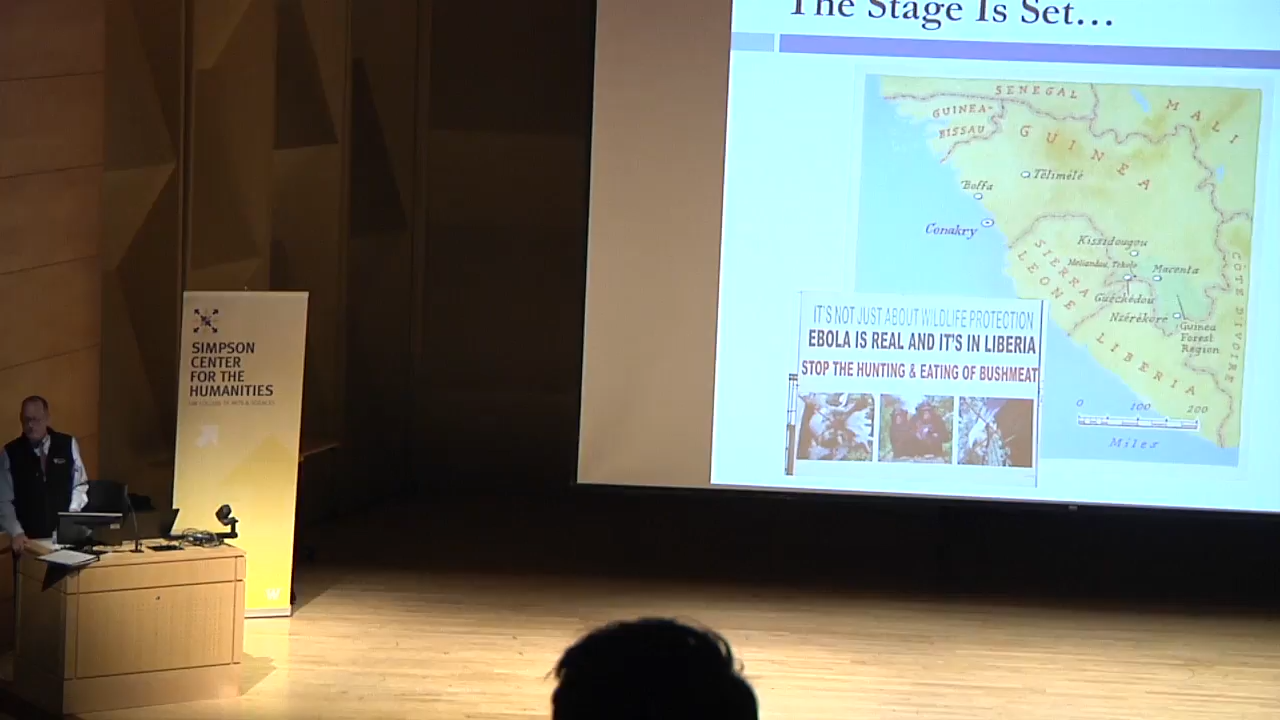 The Stage Is Set...
SENEGAL
MALI
GUINEA-
BISSAU
GUINEA
Télimélé
Boffa
Conakry
Kissidougou
Macenta
SIERRA
LEONE
Guéckédou
Nzérékoré
Guinea
Forest
Region
CÔTE D'IVOIRE
LIBERIA
0 100 200
Miles
IT'S NOT JUST ABOUT WILDLIFE PROTECTION
EBOLA IS REAL AND IT'S IN LIBERIA
STOP THE HUNTING & EATING OF BUSHMEAT
SIMPSON
CENTER
FOR THE
HUMANITIES
W